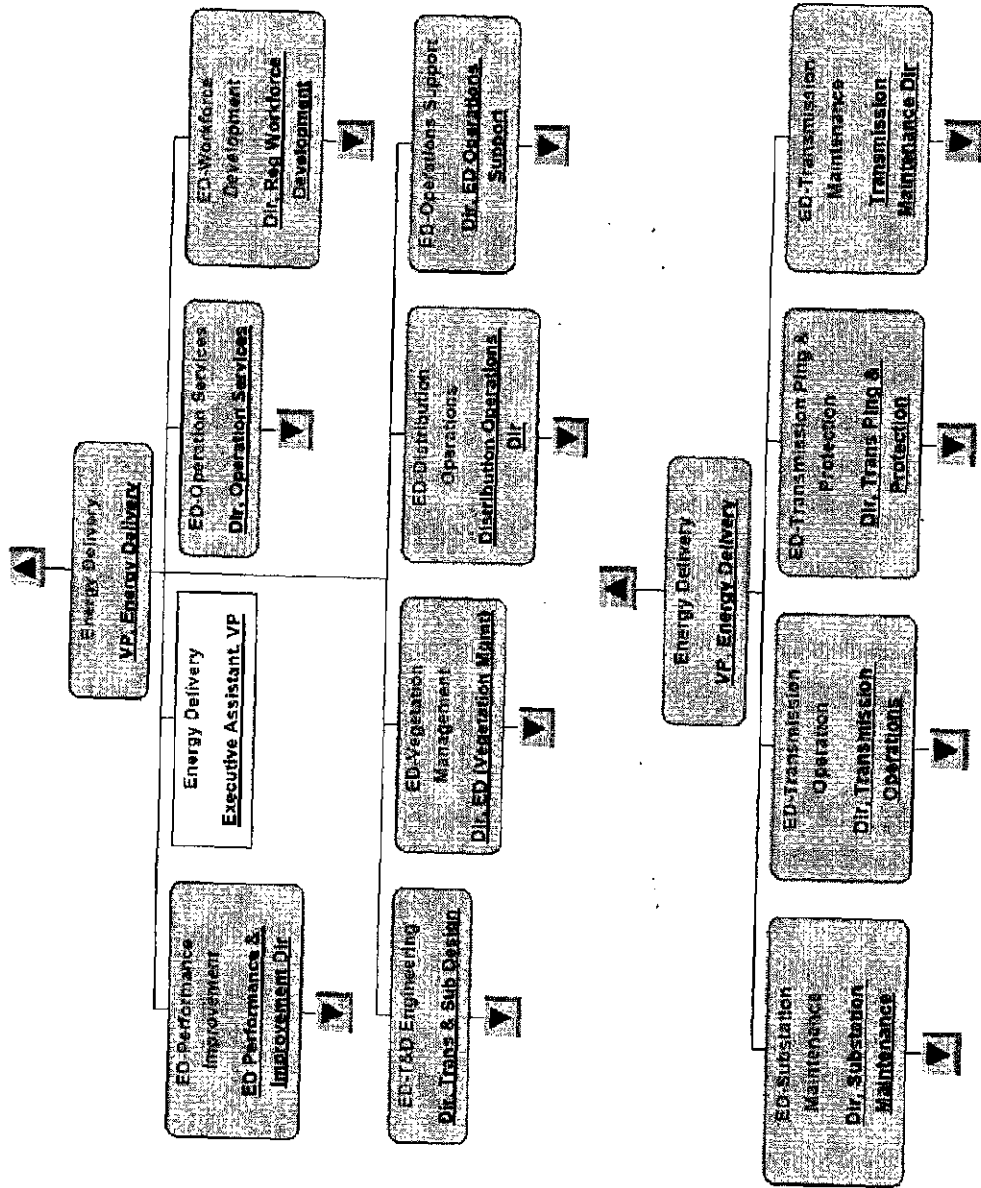 Energy Delivery
VP, Energy Delivery
ED-Performance
Improvement
ED Performance &
Improvement Dir
Energy Delivery
Executive Assistant, VP
ED-Operation Services
Dir, Operation Services
ED-Workforce
Development
Dir, Reg Workforce
Development
ED-T&D Engineering
Dir, Trans & Sub Design
ED-Vegetation
Management
Dir, ED (Vegetation Mgmt)
ED-Distribution
Operations
Distribution Operations
Dir
ED-Operations Support
Dir, ED Operations
Support
Energy Delivery
VP, Energy Delivery
ED-Substation
Maintenance
Dir, Substation
Maintenance
ED-Transmission
Operation
Dir, Transmission
Operations
ED-Transmission Plng &
Protection
Dir, Trans Plng &
Protection
ED-Transmission
Maintenance
Transmission
Maintenance Dir